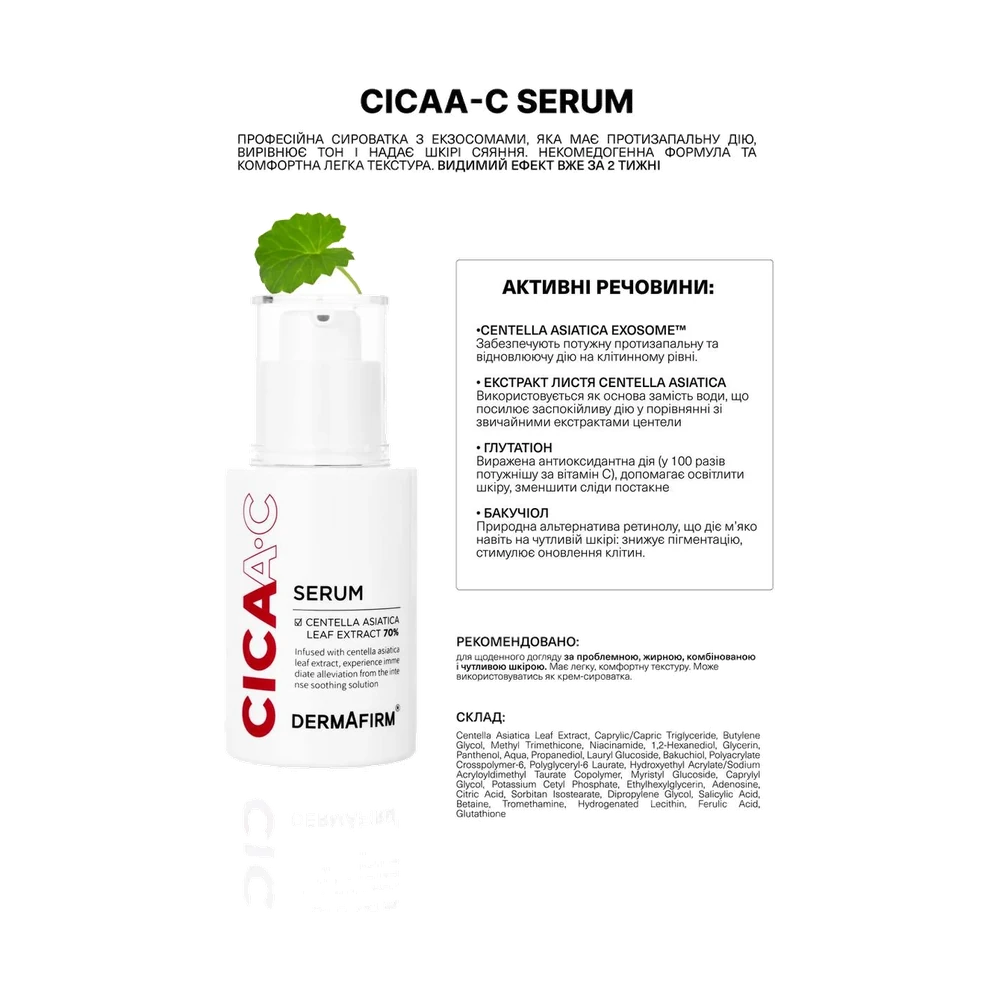 CICAA-C SERUM
ПРОФЕСІЙНА СИРОВАТКА З ЕКЗОСОМАМИ, ЯКА МАЄ ПРОТИЗАПАЛЬНУ ДІЮ,
ВИРІВНЮЄ ТОН І НАДАЄ ШКІРІ СЯЯННЯ. НЕКОМЕДОГЕННА ФОРМУЛА ТА
КОМФОРТНА ЛЕГКА ТЕКСТУРА. ВИДИМИЙ ЕФЕКТ ВЖЕ ЗА 2 ТИЖНІ
CICAA·C
SERUM
☑ CENTELLA ASIATICA
LEAF EXTRACT 70%
Infused with centella asiatica
leaf extract, experience imme
diate alleviation from the inte
nse soothing solution
DERMAFIRM®
АКТИВНІ РЕЧОВИНИ:
•CENTELLA ASIATICA EXOSOME™
Забезпечують потужну протизапальну та
відновлюючу дію на клітинному рівні.
• ЕКСТРАКТ ЛИСТЯ CENTELLA ASIATICA
Використовується як основа замість води, що
посилює заспокійливу дію у порівнянні зі
звичайними екстрактами центели
• ГЛУТАТІОН
Виражена антиоксидантна дія (у 100 разів
потужнішу за вітамін С), допомагає освітлити
шкіру, зменшити сліди постакне
• БАКУЧІОЛ
Природна альтернатива ретинолу, що діє м’яко
навіть на чутливій шкірі: знижує пігментацію,
стимулює оновлення клітин.
РЕКОМЕНДОВАНО:
для щоденного догляду за проблемною, жирною, комбінованою
і чутливою шкірою. Має легку, комфортну текстуру. Може
використовуватись як крем-сироватка.
СКЛАД:
Centella Asiatica Leaf Extract, Caprylic/Capric Triglyceride, Butylene
Glycol, Methyl Trimethicone, Niacinamide, 1,2-Hexanediol, Glycerin,
Panthenol, Aqua, Propanediol, Lauryl Glucoside, Bakuchiol, Polyacrylate
Crosspolymer-6, Polyglyceryl-6 Laurate, Hydroxyethyl Acrylate/Sodium
Acryloyldimethyl Taurate Copolymer, Myristyl Glucoside, Caprylyl
Glycol, Potassium Cetyl Phosphate, Ethylhexylglycerin, Adenosine,
Citric Acid, Sorbitan Isostearate, Dipropylene Glycol, Salicylic Acid,
Betaine, Tromethamine, Hydrogenated Lecithin, Ferulic Acid,
Glutathione